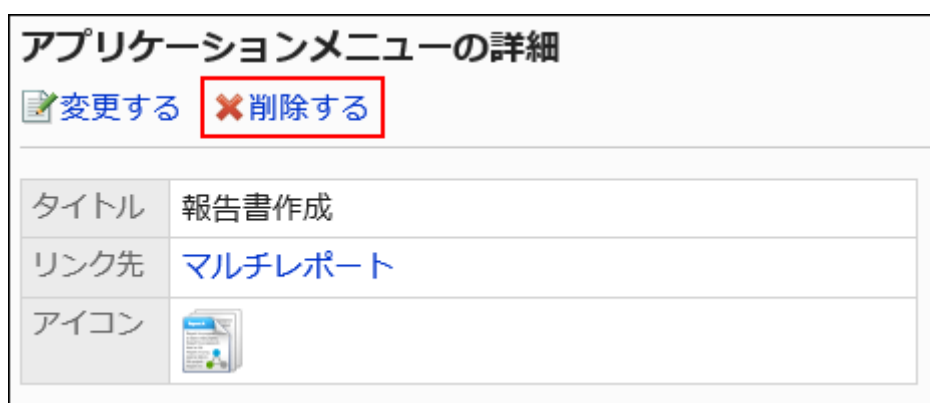 アプリケーションメニューの詳細
変更する 削除する
タイトル 報告書作成
リンク先 マルチレポート
アイコン